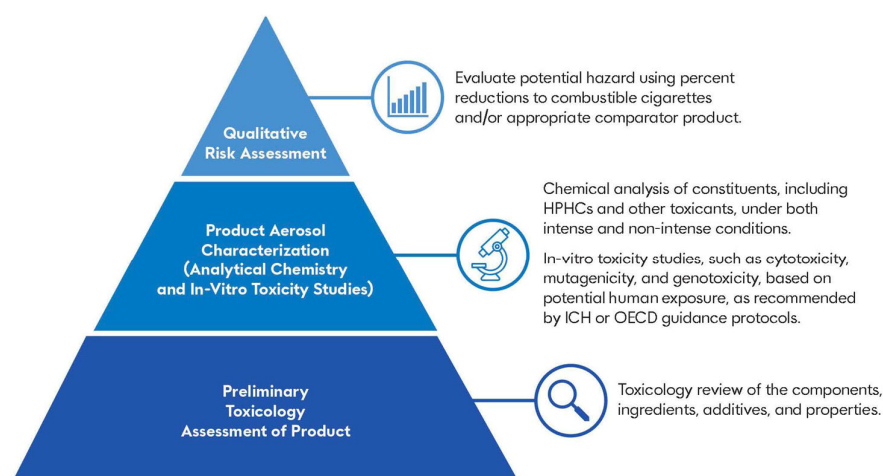 Qualitative
Risk Assessment
Evaluate potential hazard using percent
reductions to combustible cigarettes
and/or appropriate comparator product.
Product Aerosol
Characterization
(Analytical Chemistry
and In-Vitro Toxicity Studies)
Chemical analysis of constituents, including
HPHCs and other toxicants, under both
intense and non-intense conditions.
In-vitro toxicity studies, such as cytotoxicity,
mutagenicity, and genotoxicity, based on
potential human exposure, as recommended
by ICH or OECD guidance protocols.
Preliminary
Toxicology
Assessment of Product
Toxicology review of the components,
ingredients, additives, and properties.